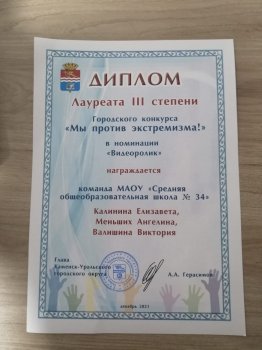 ДИПЛОМ
Лауреата III степени
Городского конкурса
«Мы против экстремизма!»
в номинации
«Видеоролик»
награждается
команда МАОУ «Средняя
общеобразовательная школа № 34»
Калинина Елизавета,
Меньших Ангелина,
Валишина Виктория
Глава
Каменск-Уральского
городского округа
А.А. Герасимов
декабрь 2021